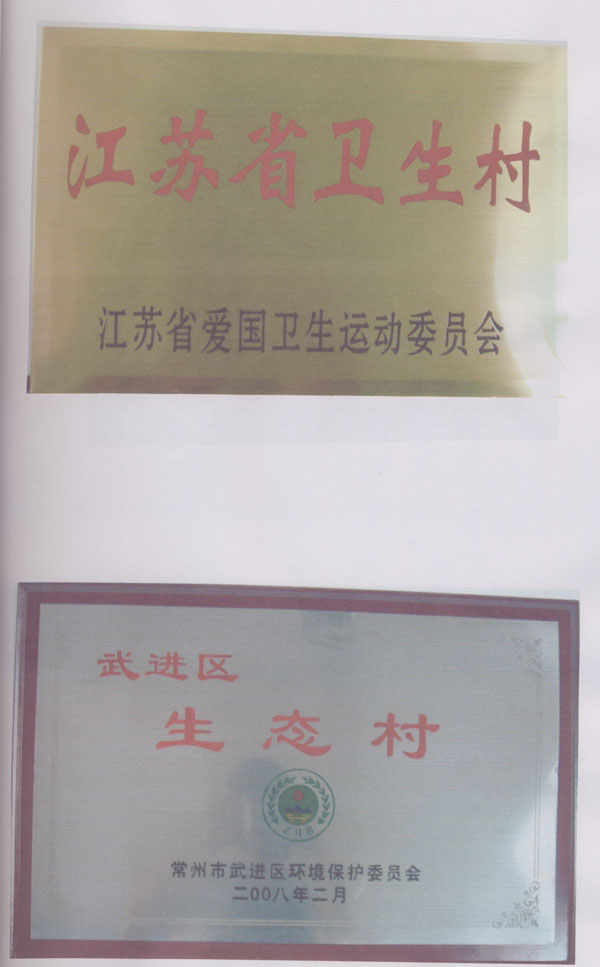 江苏省卫生村
江苏省爱国卫生运动委员会
武进区
生态村
常州市武进区环境保护委员会
二OO八年二月